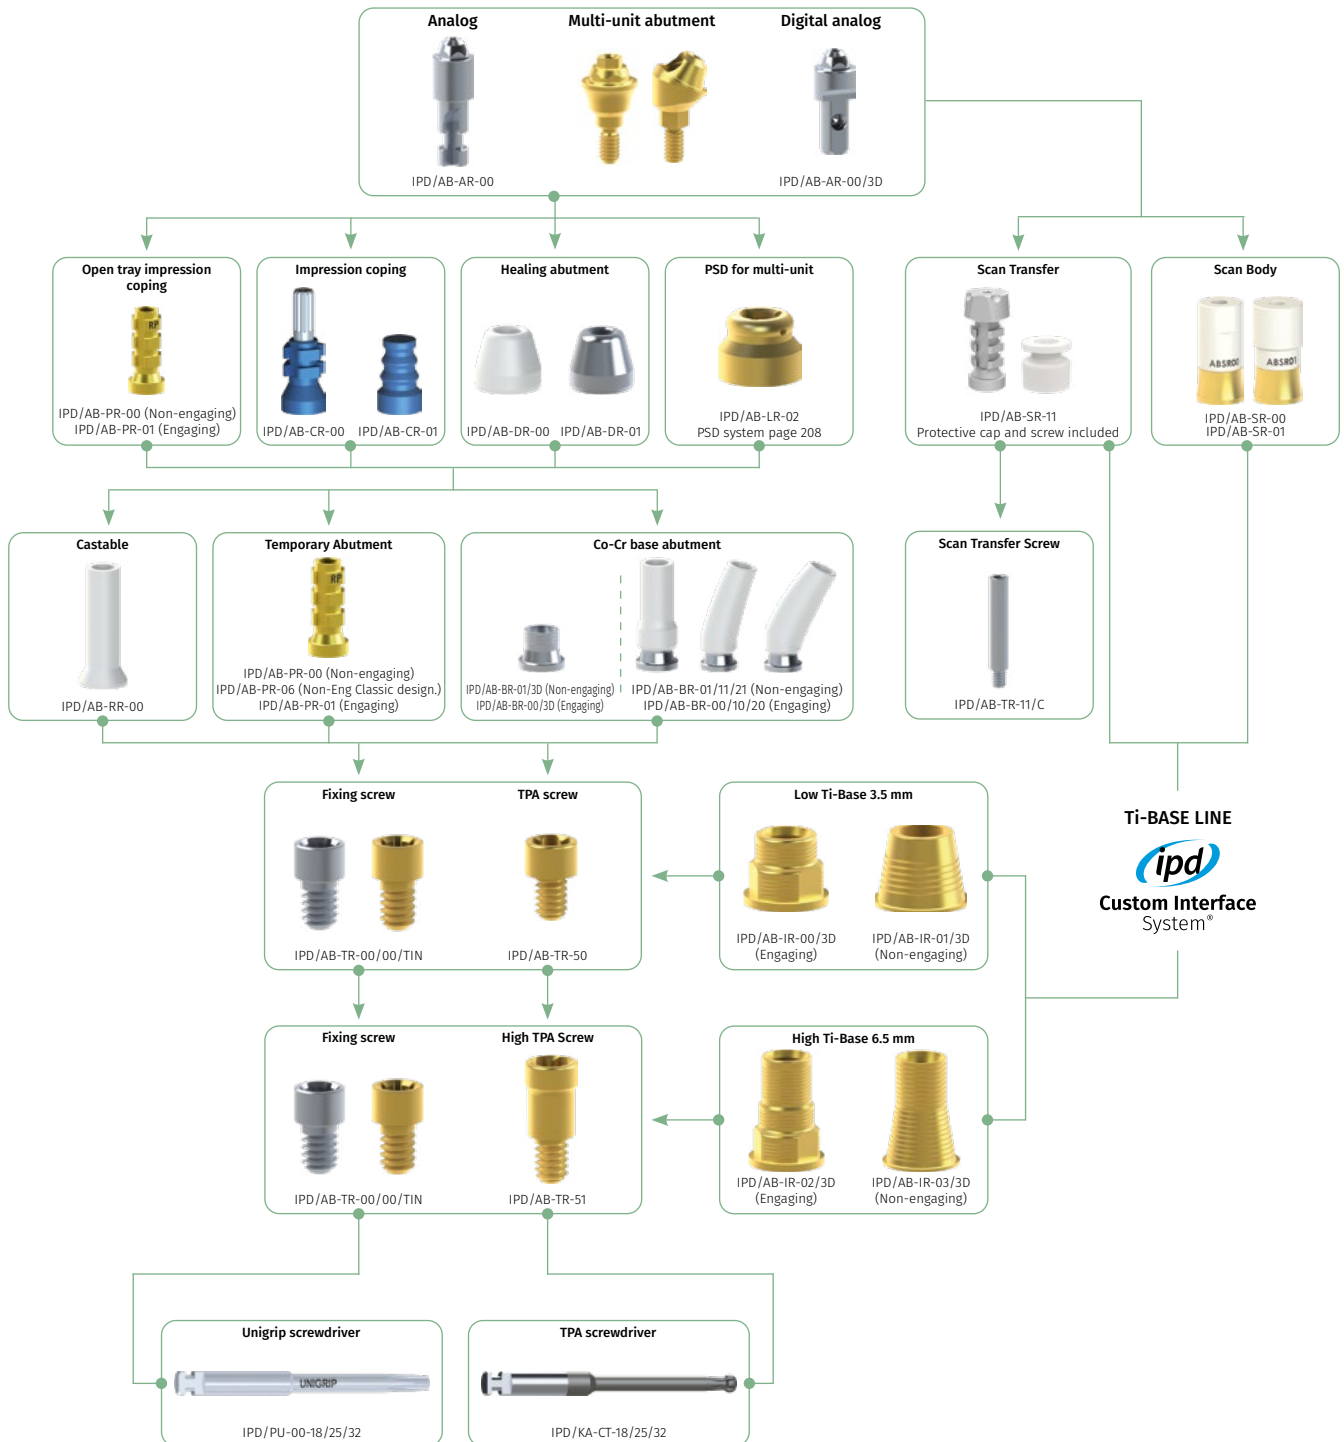 Analog
Multi-unit abutment
Digital analog
IPD/AB-AR-00
IPD/AB-AR-00/3D
Open tray impression
coping
RP
IPD/AB-PR-00 (Non-engaging)
IPD/AB-PR-01 (Engaging)
Impression coping
IPD/AB-CR-00
IPD/AB-CR-01
Healing abutment
IPD/AB-DR-00
IPD/AB-DR-01
PSD for multi-unit
IPD/AB-LR-02
PSD system page 208
Scan Transfer
IPD/AB-SR-11
Protective cap and screw included
Scan Body
ABSR00
ABSR01
IPD/AB-SR-00
IPD/AB-SR-01
Castable
IPD/AB-RR-00
Temporary Abutment
RP
IPD/AB-PR-00 (Non-engaging)
IPD/AB-PR-06 (Non-Eng Classic design.)
IPD/AB-PR-01 (Engaging)
Co-Cr base abutment
IPD/AB-BR-01/3D (Non-engaging)
IPD/AB-BR-00/3D (Engaging)
IPD/AB-BR-01/11/21 (Non-engaging)
IPD/AB-BR-00/10/20 (Engaging)
Scan Transfer Screw
IPD/AB-TR-11/C
Fixing screw
TPA screw
IPD/AB-TR-00/00/TIN
IPD/AB-TR-50
Low Ti-Base 3.5 mm
IPD/AB-IR-00/3D
(Engaging)
IPD/AB-IR-01/3D
(Non-engaging)
Ti-BASE LINE
ipd
Custom Interface
System®
Fixing screw
High TPA Screw
IPD/AB-TR-00/00/TIN
IPD/AB-TR-51
High Ti-Base 6.5 mm
IPD/AB-IR-02/3D
(Engaging)
IPD/AB-IR-03/3D
(Non-engaging)
Unigrip screwdriver
UNIGRIP
IPD/PU-00-18/25/32
TPA screwdriver
IPD/KA-CT-18/25/32